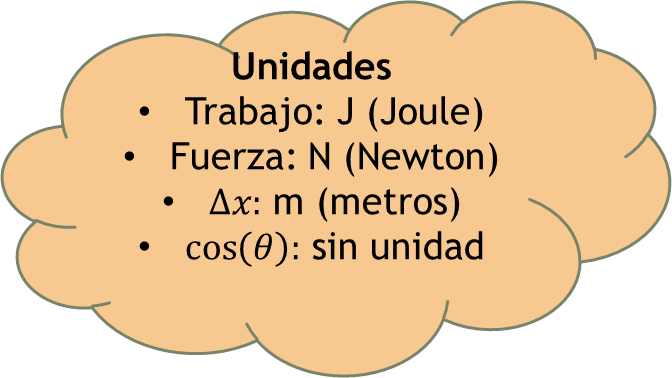 Unidades
• Trabajo: J (Joule)
• Fuerza: N (Newton)
• Δx: m (metros)
• cos(θ): sin unidad